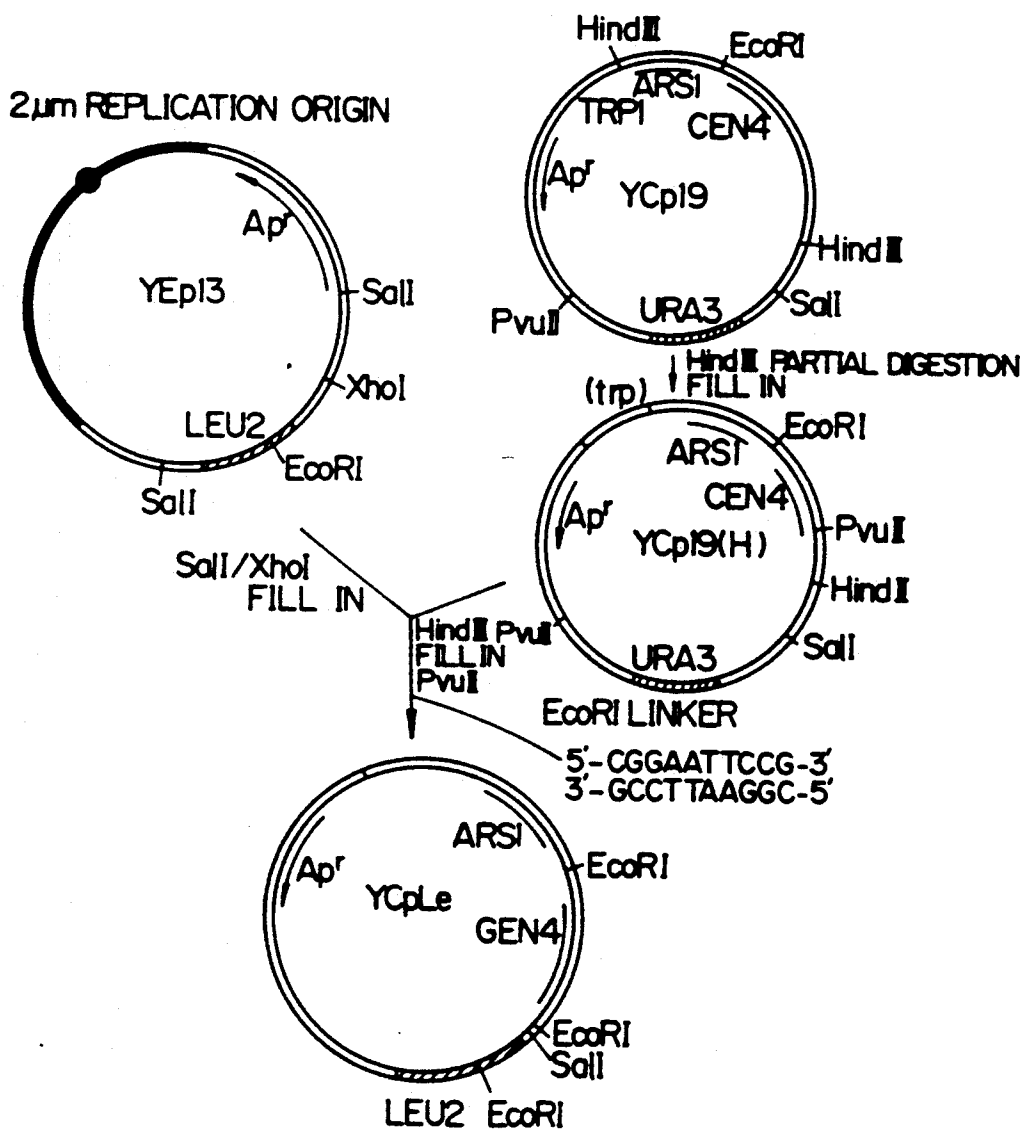 2μm REPLICATION ORIGIN
Apʳ
YEp13
SalI
XhoI
LEU2
EcoRI
SalI
HindⅢ
EcoRI
ARS1
TRP1
CEN4
Apʳ
YCp19
HindⅢ
SalI
URA3
PvuⅡ
HindⅢ PARTIAL DIGESTION
FILL IN
(trp)
EcoRI
ARS1
CEN4
Apʳ
PvuⅡ
YCp19(H)
HindⅢ
SalI
PvuⅡ
URA3
SalI/XhoI
FILL IN
HindⅢ
FILL IN
PvuⅡ
EcoRI LINKER
5'-CGGAATTCCG-3'
3'-GCCTTAAGGC-5'
ARS1
EcoRI
Apʳ
YCpLe
GEN4
EcoRI
SalI
LEU2 EcoRI